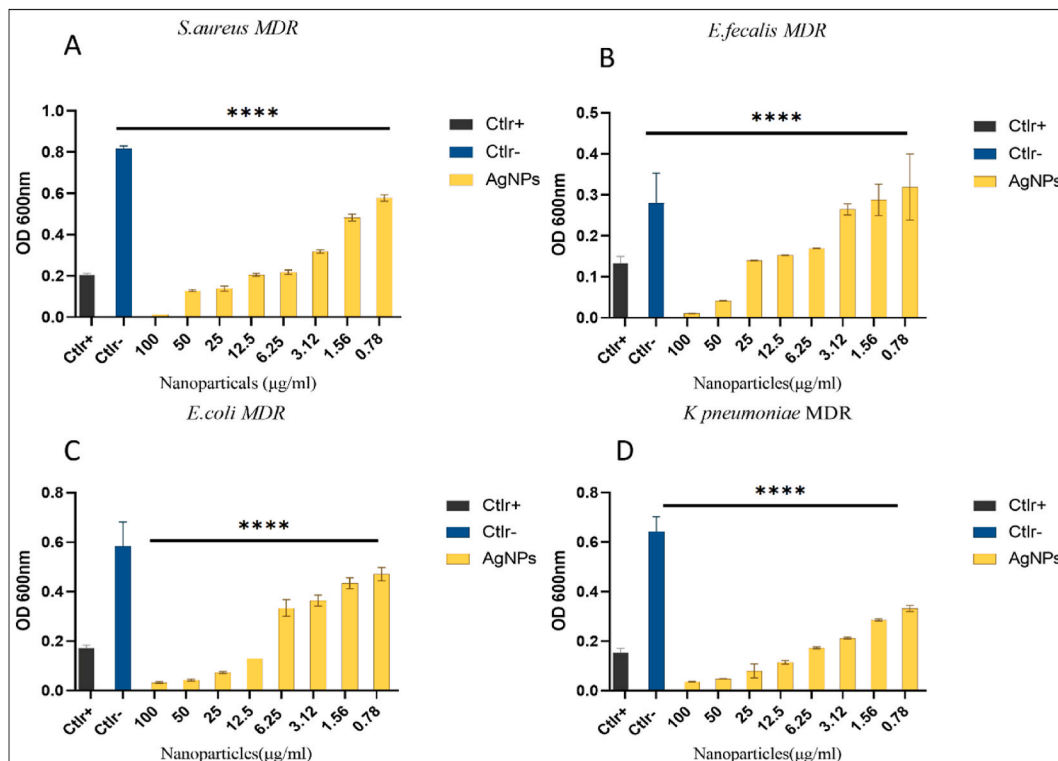 S.aureus MDR
A
****
1.0
0.8
0.6
0.4
0.2
0.0
OD 600nm
Ctlr+
Ctlr-
AgNPs
Ctlr+ Ctlr- 100 50 25 12.5 6.25 3.12 1.56 0.78
Nanoparticals (µg/ml)
E.fecalis MDR
B
****
0.5
0.4
0.3
0.2
0.1
0.0
OD 600nm
Ctlr+
Ctlr-
AgNPs
Ctlr+ Ctlr- 100 50 25 12.5 6.25 3.12 1.56 0.78
Nanoparticles(µg/ml)
E.coli MDR
C
****
0.8
0.6
0.4
0.2
0.0
OD 600nm
Ctlr+
Ctlr-
AgNPs
Ctlr+ Ctlr- 100 50 25 12.5 6.25 3.12 1.56 0.78
Nanoparticles(µg/ml)
K pneumoniae MDR
D
****
0.8
0.6
0.4
0.2
0.0
OD 600nm
Ctlr+
Ctlr-
AgNPs
Ctlr+ Ctlr- 100 50 25 12.5 6.25 3.12 1.56 0.78
Nanoparticles(µg/ml)